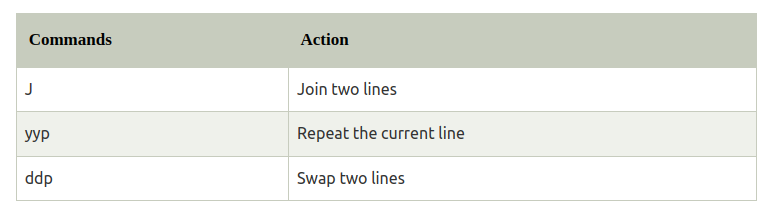 Commands Action
J Join two lines
yyp Repeat the current line
ddp Swap two lines